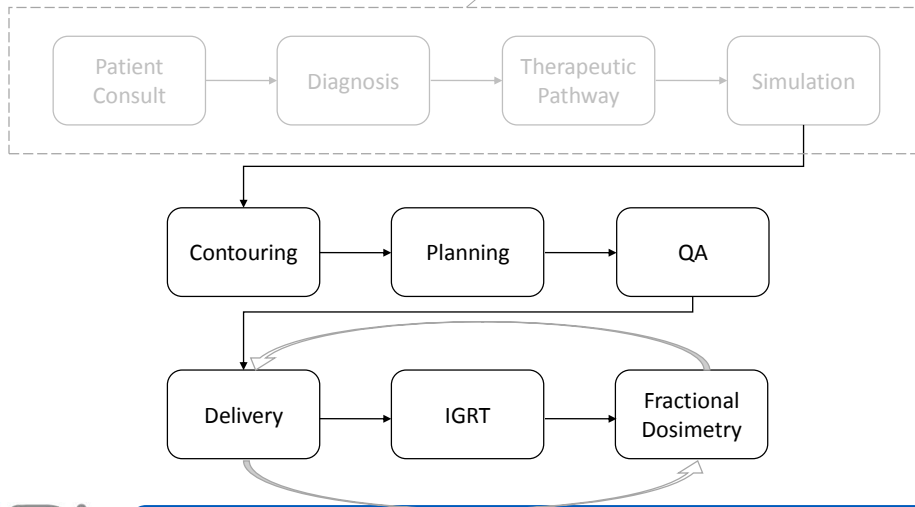 Patient
Consult
Diagnosis
Therapeutic
Pathway
Simulation
Contouring
Planning
QA
Delivery
IGRT
Fractional
Dosimetry